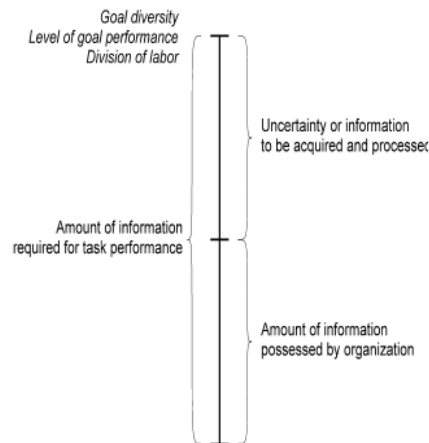 Goal diversity
Level of goal performance
Division of labor
Uncertainty or information
to be acquired and processed
Amount of information
required for task performance
Amount of information
possessed by organization